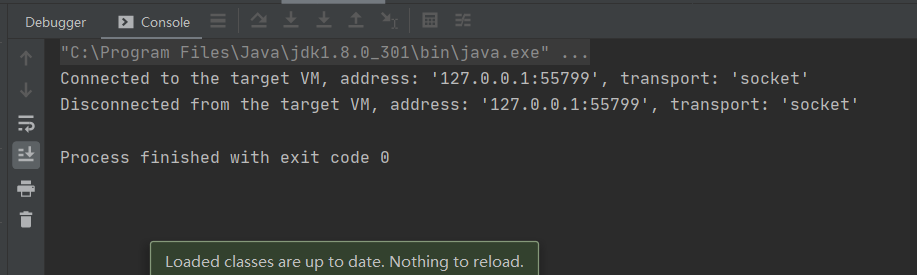 Debugger Console
"C:\Program Files\Java\jdk1.8.0_301\bin\java.exe" ...
Connected to the target VM, address: '127.0.0.1:55799', transport: 'socket'
Disconnected from the target VM, address: '127.0.0.1:55799', transport: 'socket'
Process finished with exit code 0
Loaded classes are up to date. Nothing to reload.